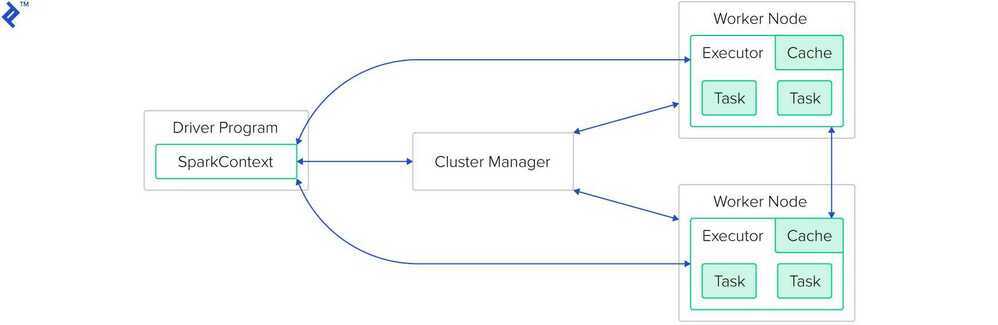 TM
Driver Program
SparkContext
Cluster Manager
Worker Node
Executor
Cache
Task
Task
Worker Node
Executor
Cache
Task
Task